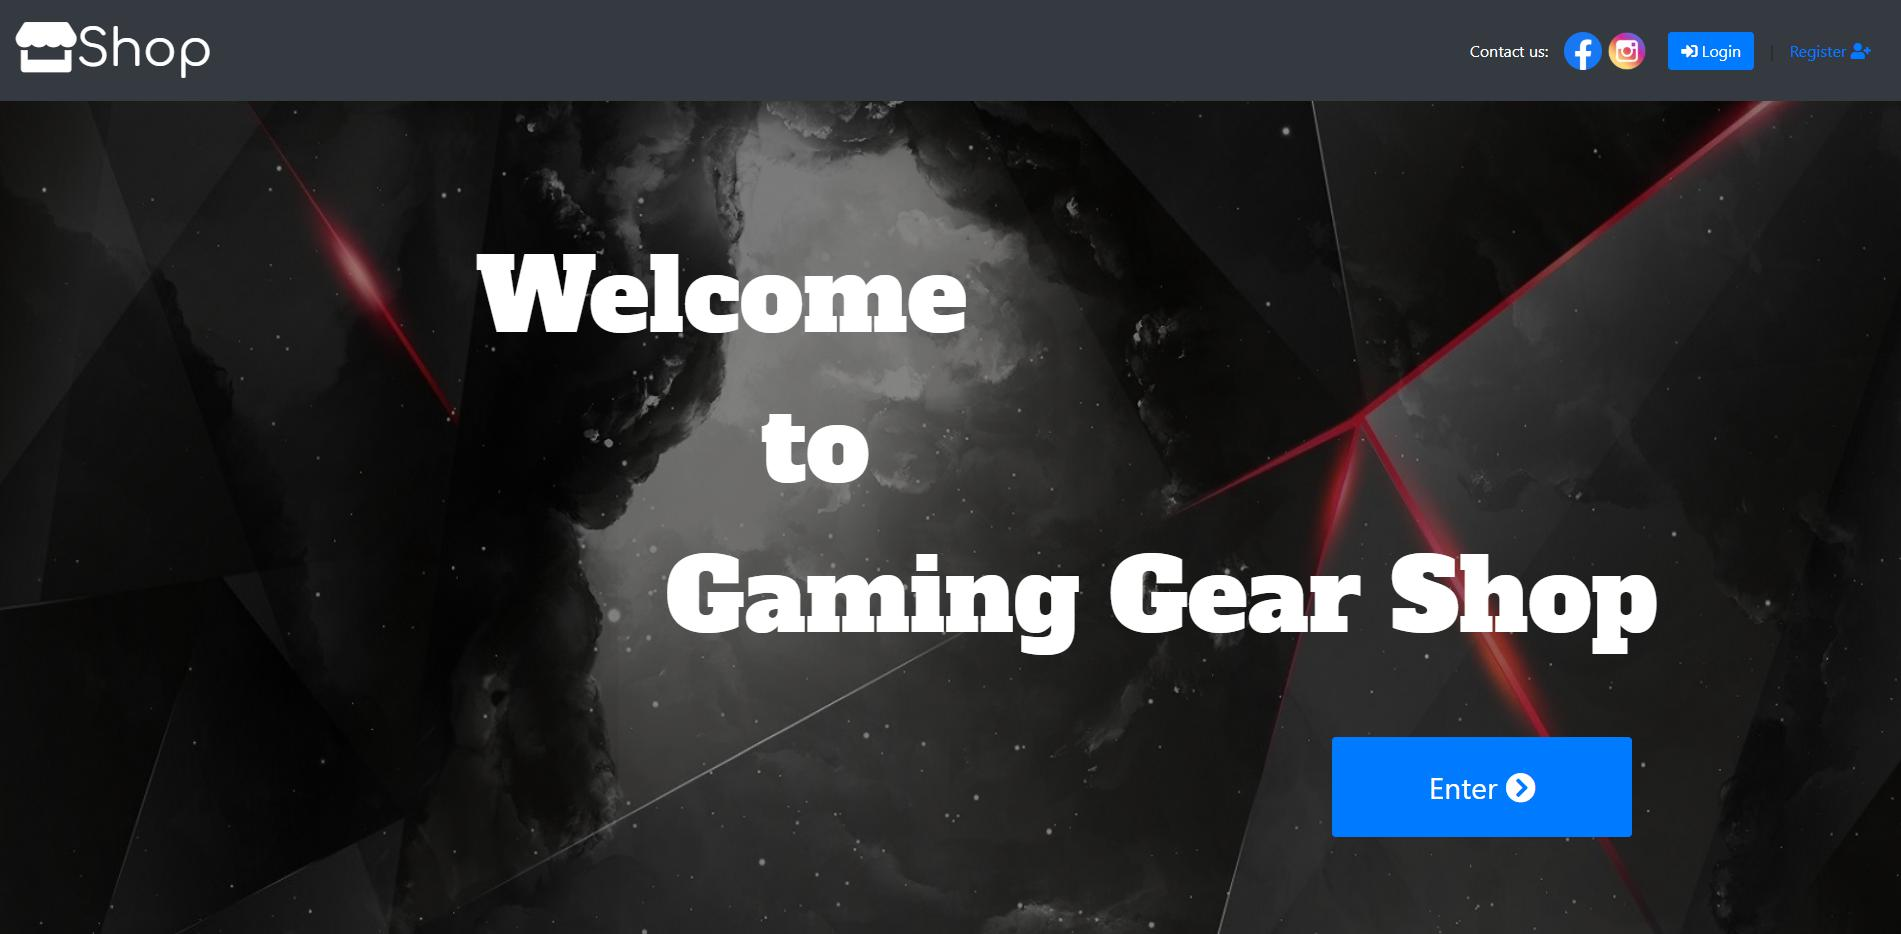 Shop
Contact us: Login | Register
Welcome
to
Gaming Gear Shop
Enter